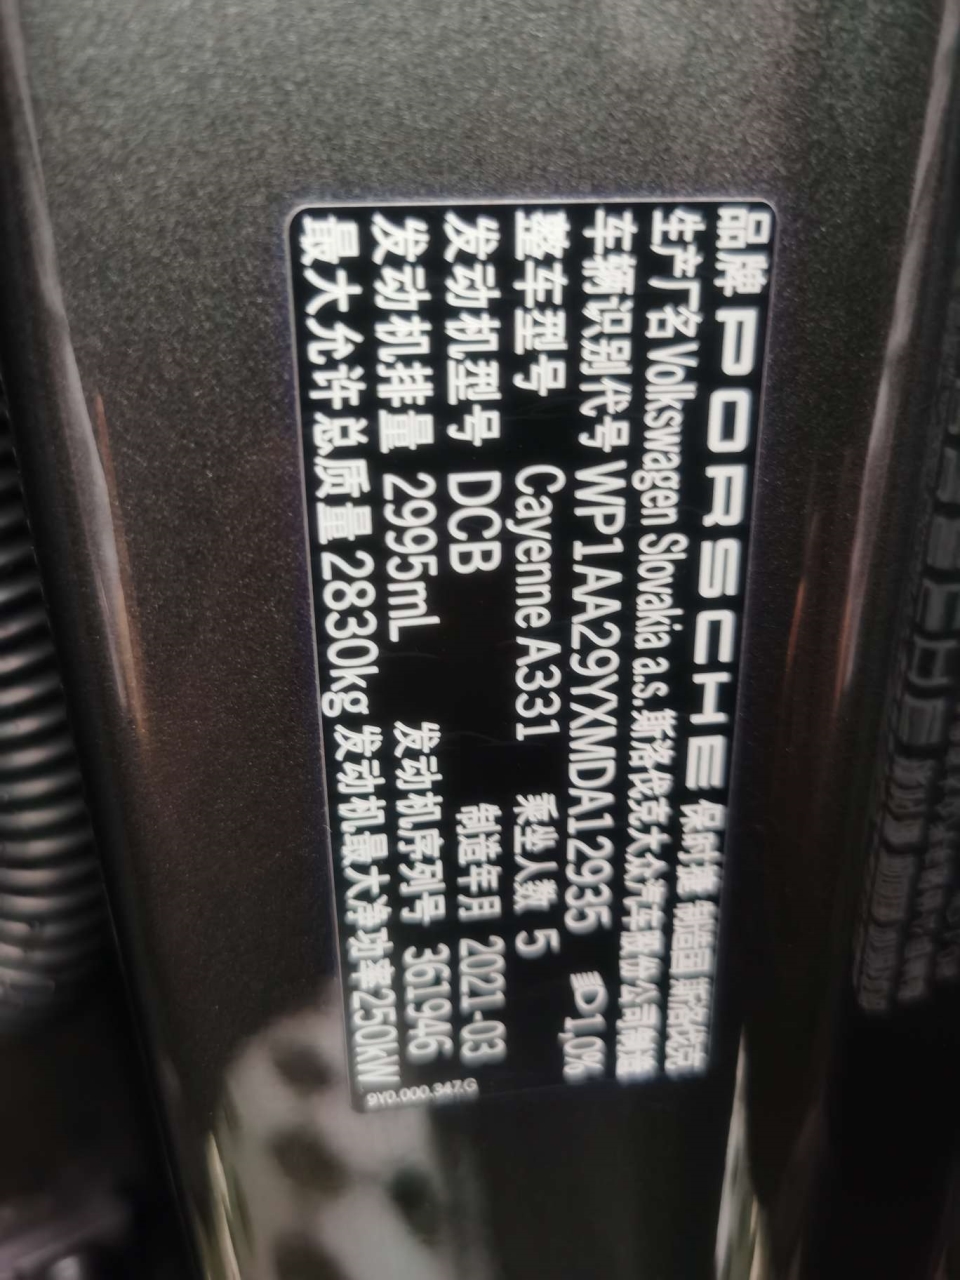 品牌 PORSCHE 保时捷 制造国 斯洛伐克
生产厂名 Volkswagen Slovakia a.s. 斯洛伐克大众汽车股份公司制造
车辆识别代号 WP1AA29YXMDA12935 1,0%
整车型号 Cayenne A331 乘坐人数 5
发动机型号 DCB 制造年月 2021-03
发动机排量 2995mL 发动机序列号 361946
最大允许总质量 2830kg 发动机最大净功率250kW
9Y0.000.347.G